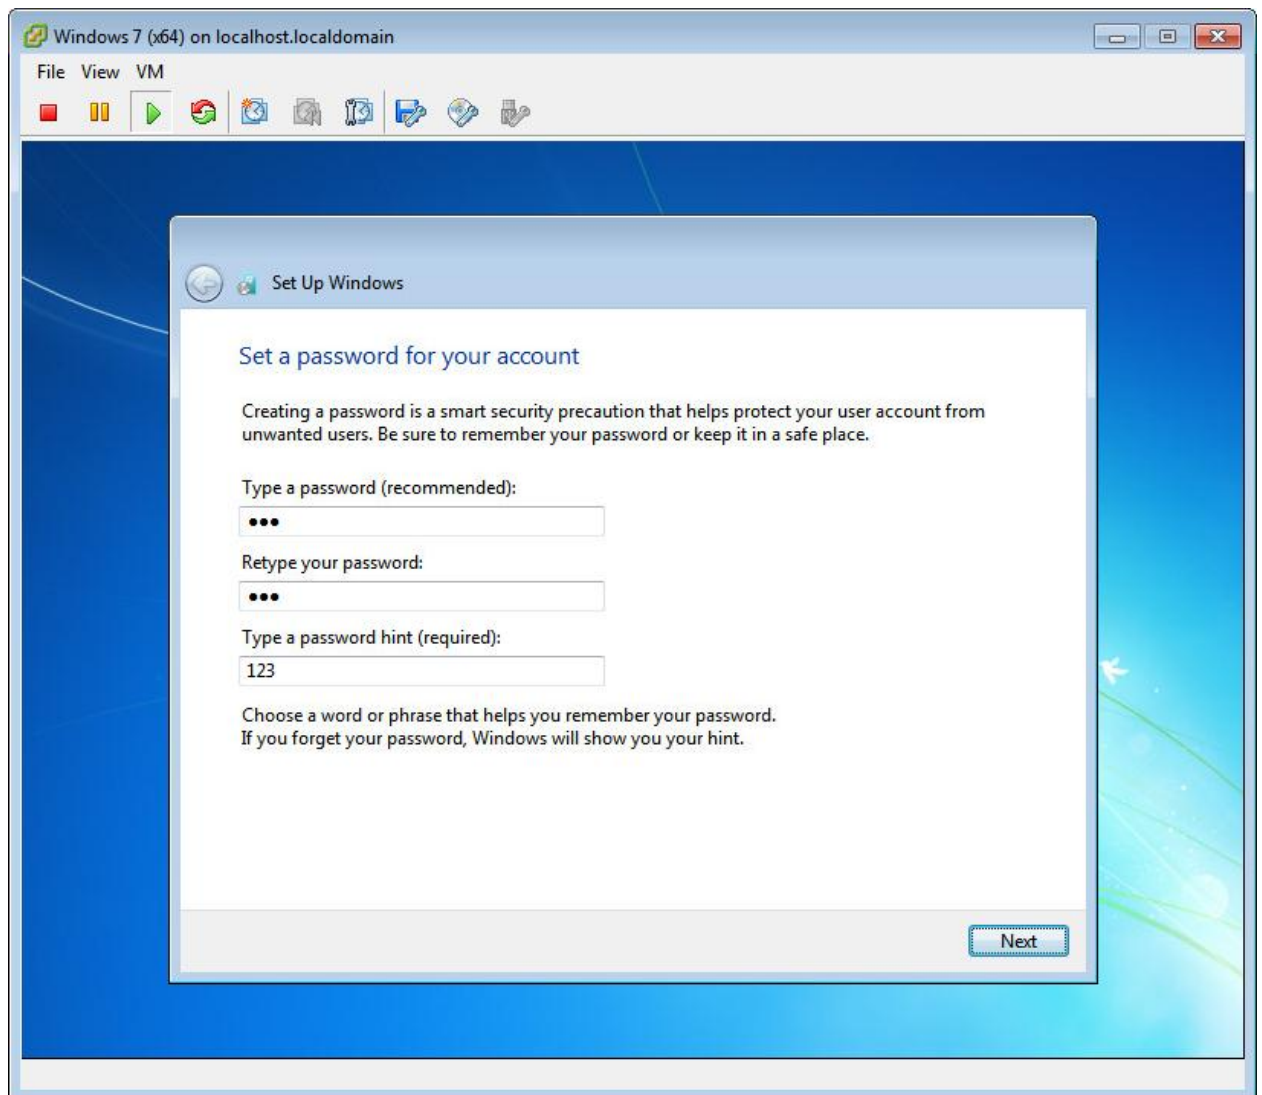 Windows 7 (x64) on localhost.localdomain
File View VM
Set Up Windows
Set a password for your account
Creating a password is a smart security precaution that helps protect your user account from
unwanted users. Be sure to remember your password or keep it in a safe place.
Type a password (recommended):
●●●
Retype your password:
●●●
Type a password hint (required):
123
Choose a word or phrase that helps you remember your password.
If you forget your password, Windows will show you your hint.
Next